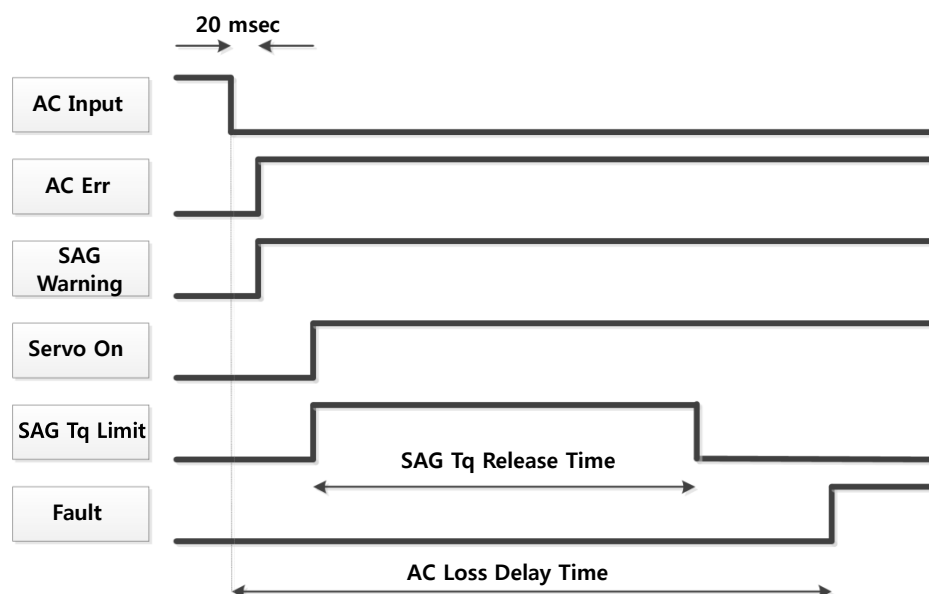 20 msec
AC Input
AC Err
SAG
Warning
Servo On
SAG Tq Limit
SAG Tq Release Time
Fault
AC Loss Delay Time